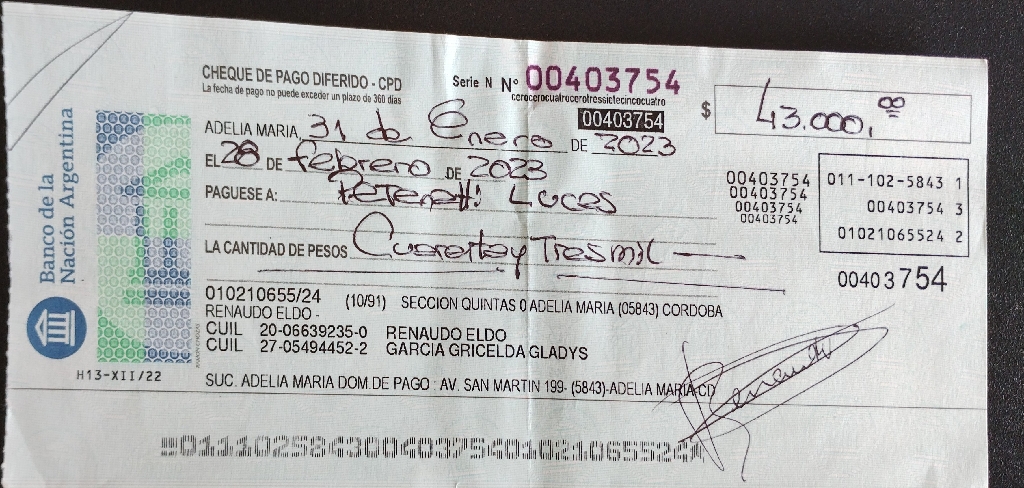 CHEQUE DE PAGO DIFERIDO - CPD
La fecha de pago no puede exceder un plazo de 360 días
Serie N Nº 00403754
cerocerocuatrocerotressietecincocuatro
00403754
$ 43.000,00
ADELIA MARIA, 31 de Enero DE 2023
EL 28 DE febrero DE 2023
PAGUESE A: Lucas
LA CANTIDAD DE PESOS Cuarenta y Tres mil
00403754
00403754
00403754
00403754
011-102-5843 1
00403754 3
01021065524 2
00403754
Banco de la
Nación Argentina
H13-XII/22
010210655/24 (10/91) SECCION QUINTAS 0 ADELIA MARIA (05843) CORDOBA
RENAUDO ELDO -
CUIL 20-06639235-0 RENAUDO ELDO
CUIL 27-05494452-2 GARCIA GRICELDA GLADYS
SUC. ADELIA MARIA DOM.DE PAGO : AV. SAN MARTIN 199- (5843)-ADELIA MARIA-CD
01110258430040375401021065524